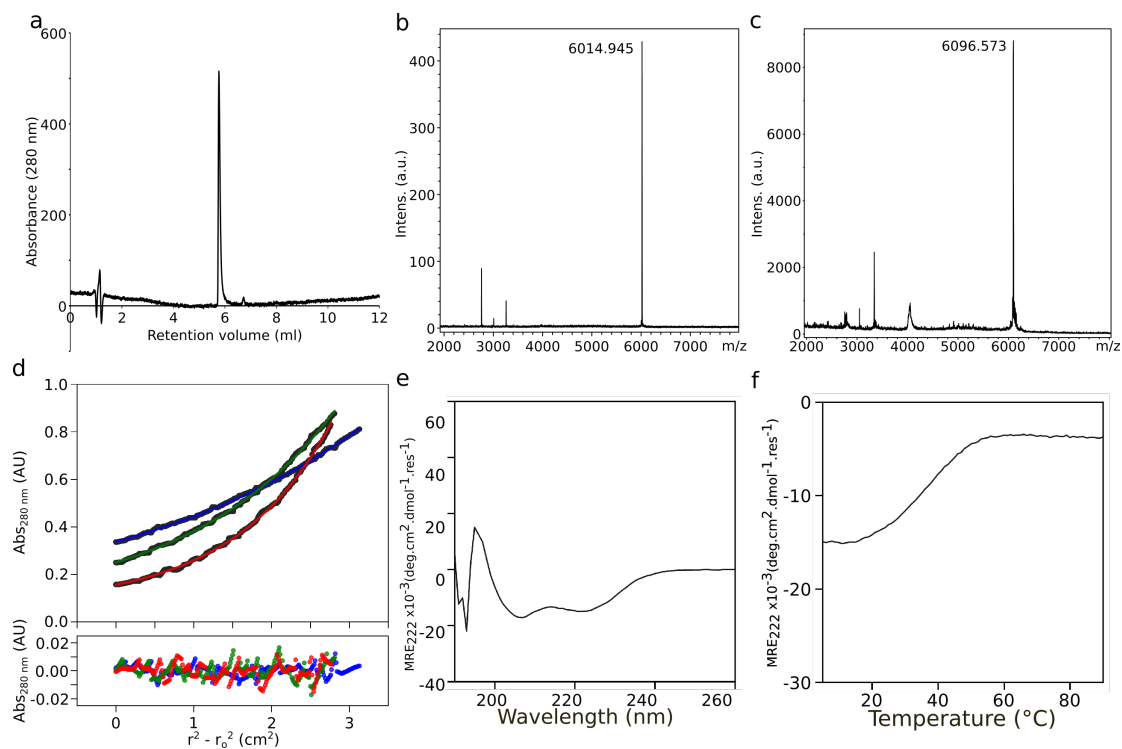 a
600
400
200
0
Absorbance (280 nm)
0 2 4 6 8 10 12
Retention volume (ml)
b
6014.945
400
300
200
100
0
Intens. (a.u.)
2000 3000 4000 5000 6000 7000 m/z
c
6096.573
8000
6000
4000
2000
0
Intens. (a.u.)
2000 3000 4000 5000 6000 7000 m/z
d
1.0
0.8
0.6
0.4
0.2
0.0
Abs280 nm (AU)
0.02
0.00
-0.02
Abs280 nm (AU)
0 1 2 3
r² - ro² (cm²)
e
60
40
20
0
-20
-40
MRE222 x10⁻³(deg.cm².dmol⁻¹.res⁻¹)
200 220 240 260
Wavelength (nm)
f
0
-10
-20
-30
MRE222 x10⁻³(deg.cm².dmol⁻¹.res⁻¹)
20 40 60 80
Temperature (°C)